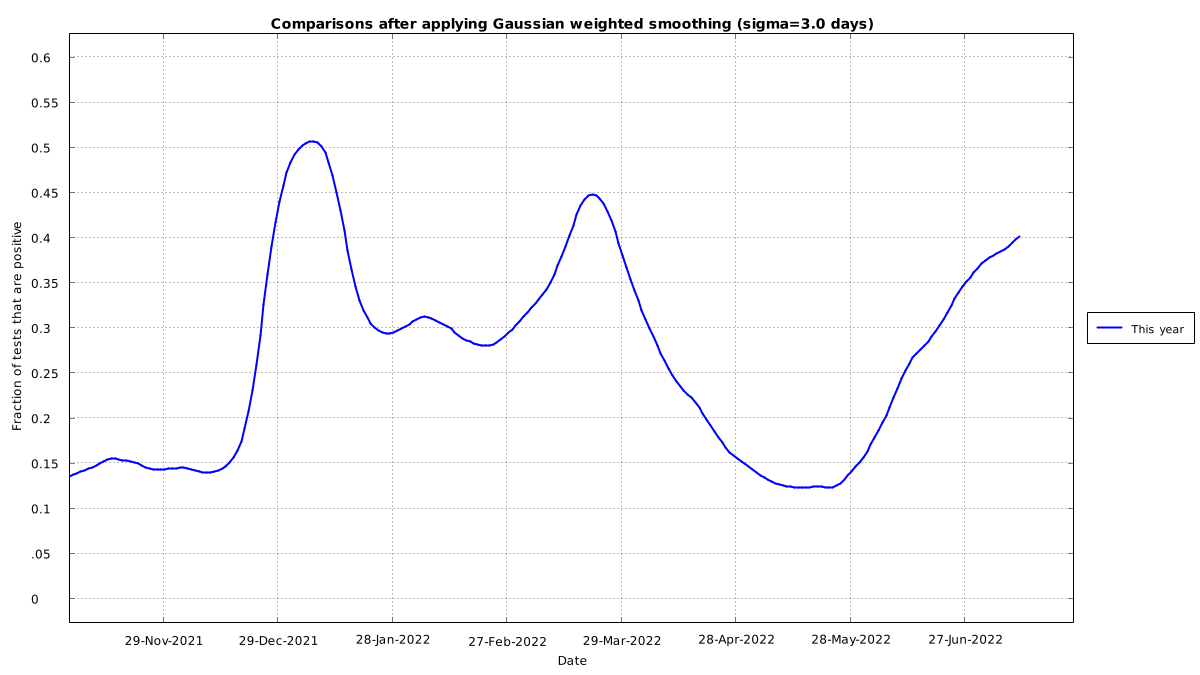 Comparisons after applying Gaussian weighted smoothing (sigma=3.0 days)
0.6
0.55
0.5
0.45
0.4
0.35
0.3
0.25
0.2
0.15
0.1
.05
0
Fraction of tests that are positive
29-Nov-2021
29-Dec-2021
28-Jan-2022
27-Feb-2022
29-Mar-2022
28-Apr-2022
28-May-2022
27-Jun-2022
Date
This year